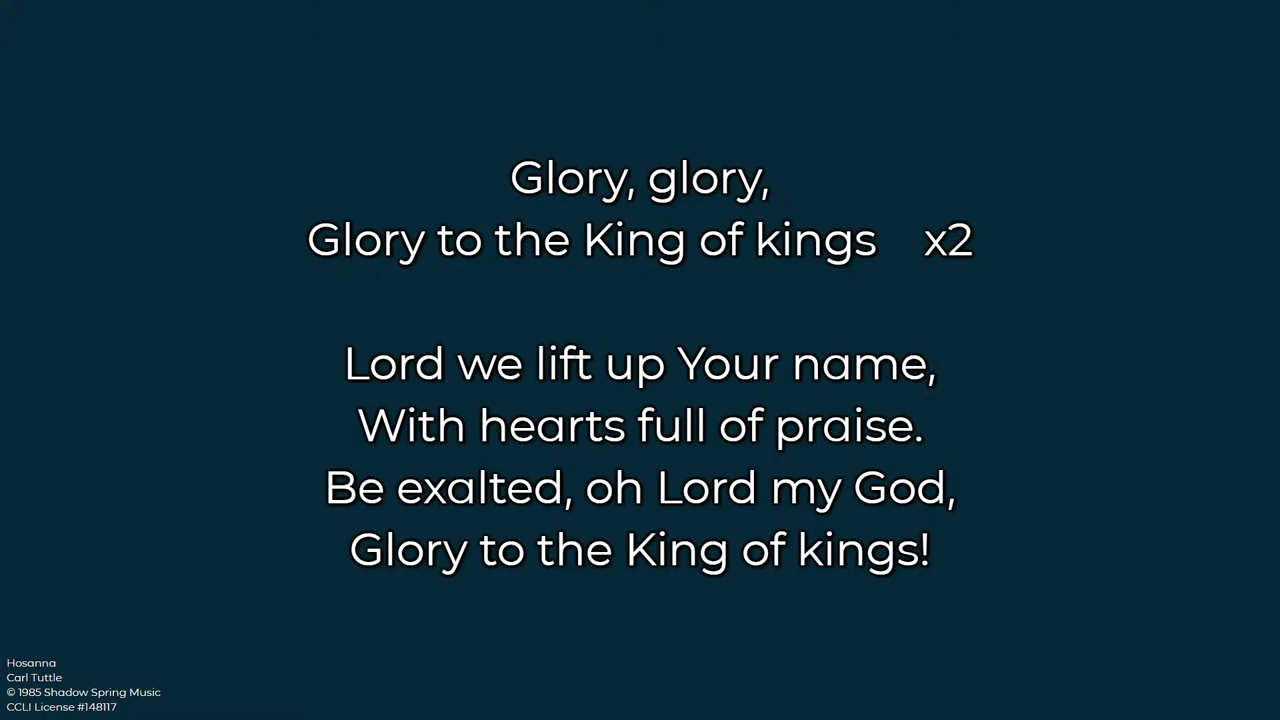 Glory, glory,
Glory to the King of kings x2
Lord we lift up Your name,
With hearts full of praise.
Be exalted, oh Lord my God,
Glory to the King of kings!
Hosanna
Carl Tuttle
© 1985 Shadow Spring Music
CCLI License #148117